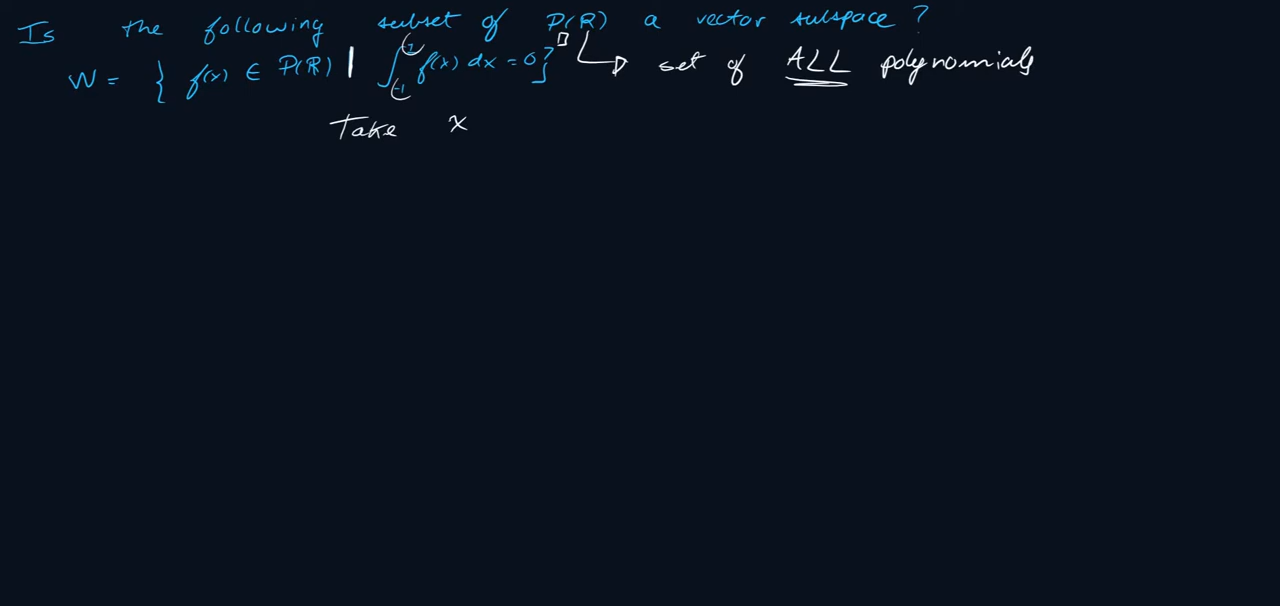 Is the following subset of P(R) a vector subspace?
W = { f(x) ∈ P(R) | ∫_{-1}^{1} f(x) dx = 0} → set of ALL polynomials
Take x